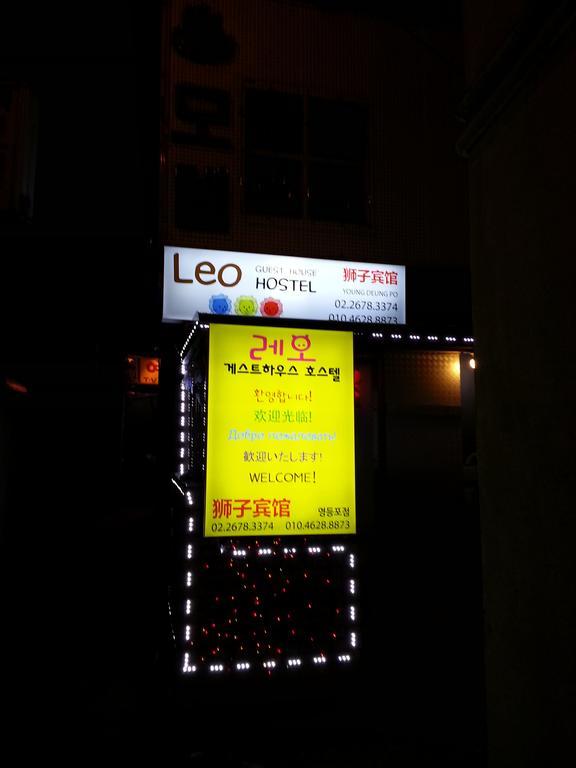 Leo GUEST HOUSE 狮子宾馆
HOSTEL YOUNG DEUNG PO
02.2678.3374
010.4628.8873
레오
게스트하우스 호스텔
환영합니다!
欢迎光临!
Добро пожаловать!
歓迎いたします!
WELCOME!
狮子宾馆 영등포점
02.2678.3374 010.4628.8873